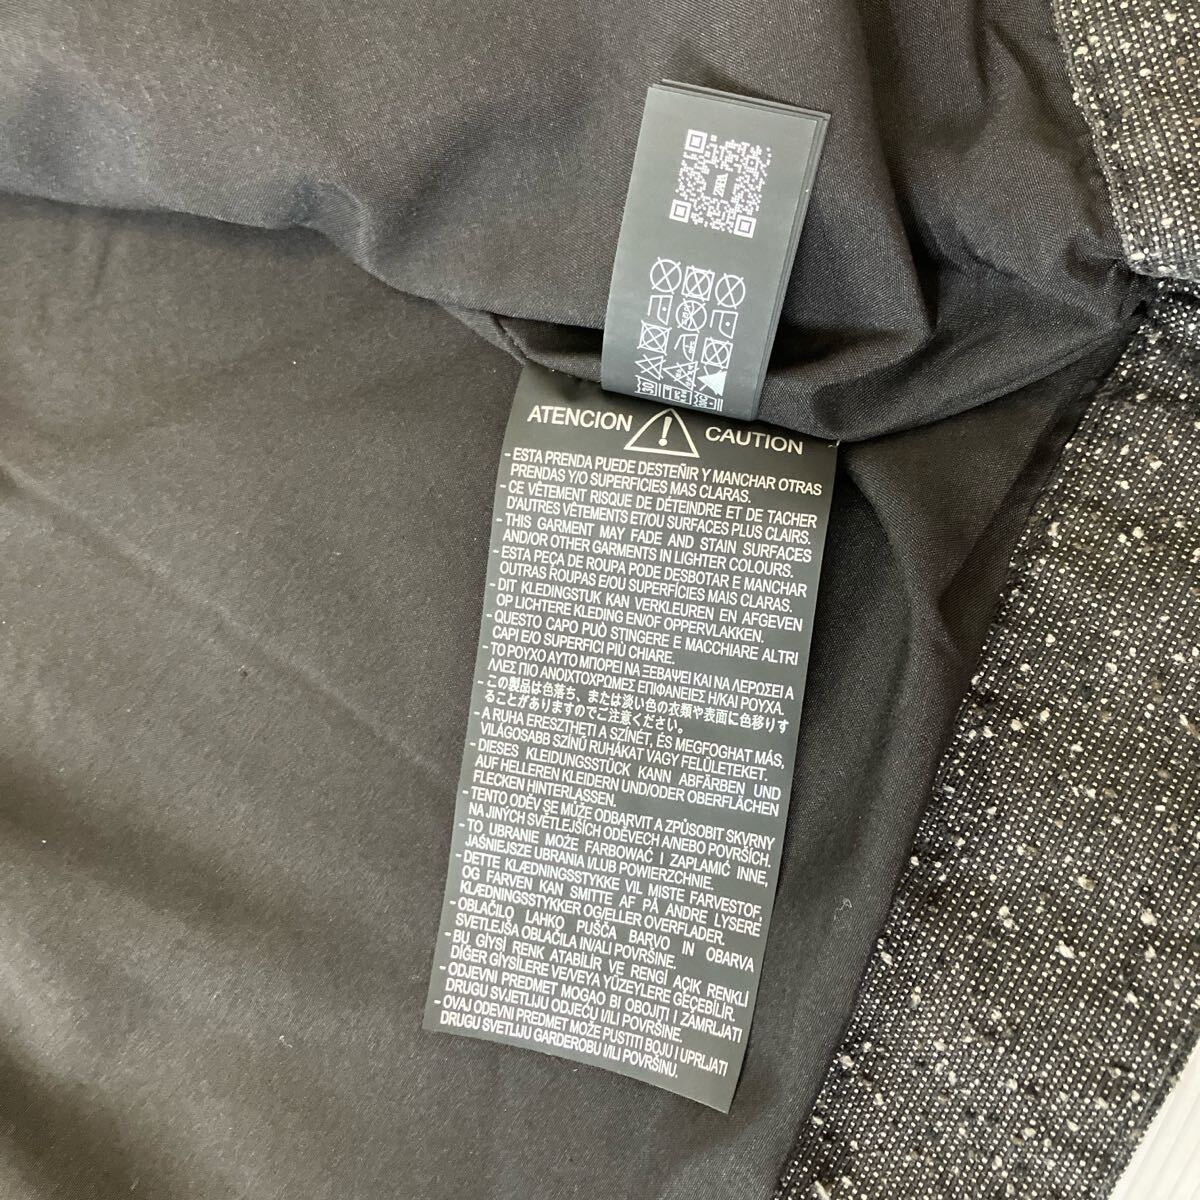 ZARA
ATENCION
CAUTION
- ESTA PRENDA PUEDE DESTEÑIR Y MANCHAR OTRAS
PRENDAS Y/O SUPERFICIES MAS CLARAS.
- CE VÊTEMENT RISQUE DE DÉTEINDRE ET DE TACHER
D'AUTRES VÊTEMENTS ET/OU SURFACES PLUS CLAIRS.
- THIS GARMENT MAY FADE AND STAIN SURFACES
AND/OR OTHER GARMENTS IN LIGHTER COLOURS.
- ESTA PEÇA DE ROUPA PODE DESBOTAR E MANCHAR
OUTRAS ROUPAS E/OU SUPERFÍCIES MAIS CLARAS.
- DIT KLEDINGSTUK KAN VERKLEUREN EN AFGEVEN
OP LICHTERE KLEDING EN/OF OPPERVLAKKEN.
- QUESTO CAPO PUÒ STINGERE E MACCHIARE ALTRI
CAPI E/O SUPERFICI PIÙ CHIARE.
- ΤΟ ΡΟΥΧΟ ΑΥΤΟ ΜΠΟΡΕΙ ΝΑ ΞΕΒΑΨΕΙ ΚΑΙ ΝΑ ΛΕΡΩΣΕΙ Α
ΛΛΕΣ ΠΙΟ ΑΝΟΙΧΤΟΧΡΩΜΕΣ ΕΠΙΦΑΝΕΙΕΣ Ή/ΚΑΙ ΡΟΥΧΑ.
- この製品は色落ち、または淡い色の衣類や表面に色移りす
ることがありますのでご注意ください。
- A RUHA ERESZTHETI A SZÍNÉT, ÉS MEGFOGHAT MÁS,
VILÁGOSABB SZÍNŰ RUHÁKAT VAGY FELÜLETEKET.
- DIESES KLEIDUNGSSTÜCK KANN ABFÄRBEN UND
AUF HELLEREN KLEIDERN UND/ODER OBERFLÄCHEN
FLECKEN HINTERLASSEN.
- TENTO ODĚV SE MŮŽE ODBARVIT A ZPŮSOBIT SKVRNY
NA JINÝCH SVĚTLEJŠÍCH ODĚVECH A/NEBO POVRŠÍCH.
- TO UBRANIE MOŻE FARBOWAĆ I ZAPLAMIĆ INNE,
JAŚNIEJSZE UBRANIA I/LUB POWIERZCHNIE.
- DETTE KLÆDNINGSSTYKKE VIL MISTE FARVESTOF,
OG FARVEN KAN SMITTE AF PÅ ANDRE LYSERE
KLÆDNINGSSTYKKER OG/ELLER OVERFLADER.
- OBLAČILO LAHKO PUŠČA BARVO IN OBARVA
SVETLEJŠA OBLAČILA IN/ALI POVRŠINE.
- BU GİYSİ RENK ATABİLİR VE RENGİ AÇIK RENKLİ
DİĞER GİYSİLERE VE/VEYA YÜZEYLERE GEÇEBİLİR.
- ODJEVNI PREDMET MOGAO BI OBOJITI I ZAMRLJATI
DRUGU SVJETLIJU ODJEĆU I/ILI POVRŠINE.
- OVAJ ODEVNI PREDMET MOŽE PUSTITI BOJU I UPRLJATI
DRUGU SVETLIJU GARDEROBU I/ILI POVRŠINU.